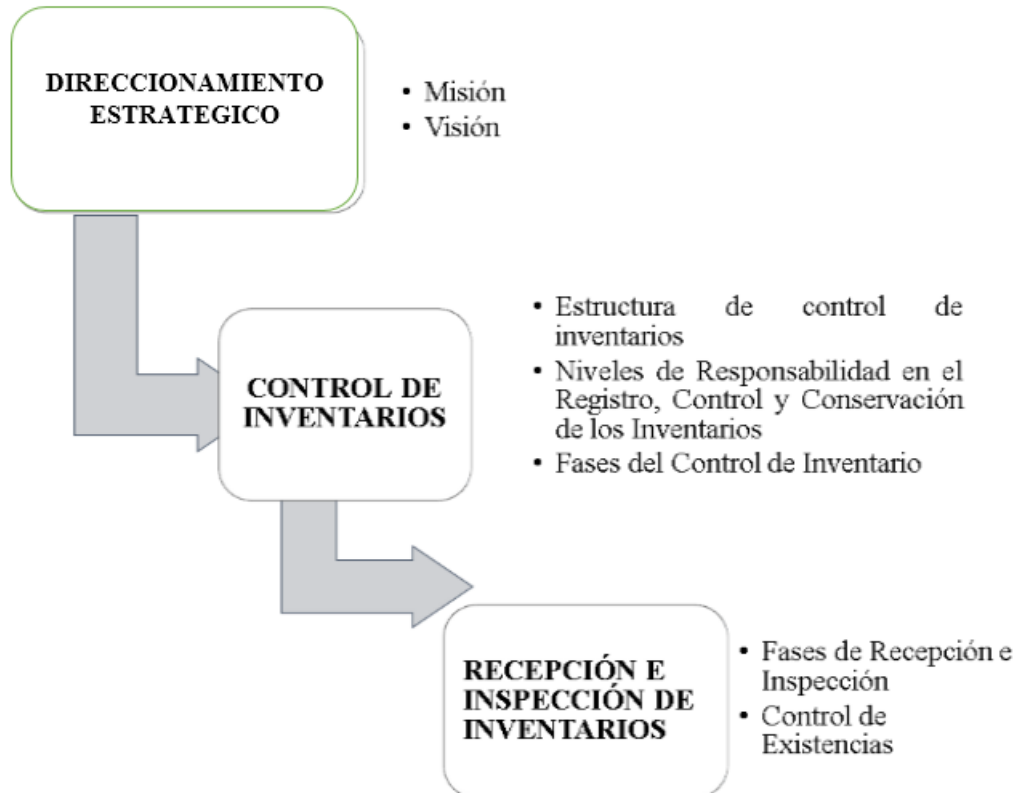 DIRECCIONAMIENTO
ESTRATEGICO
• Misión
• Visión
CONTROL DE
INVENTARIOS
• Estructura de control de
inventarios
• Niveles de Responsabilidad en el
Registro, Control y Conservación
de los Inventarios
• Fases del Control de Inventario
RECEPCIÓN E
INSPECCIÓN DE
INVENTARIOS
• Fases de Recepción e
Inspección
• Control de
Existencias